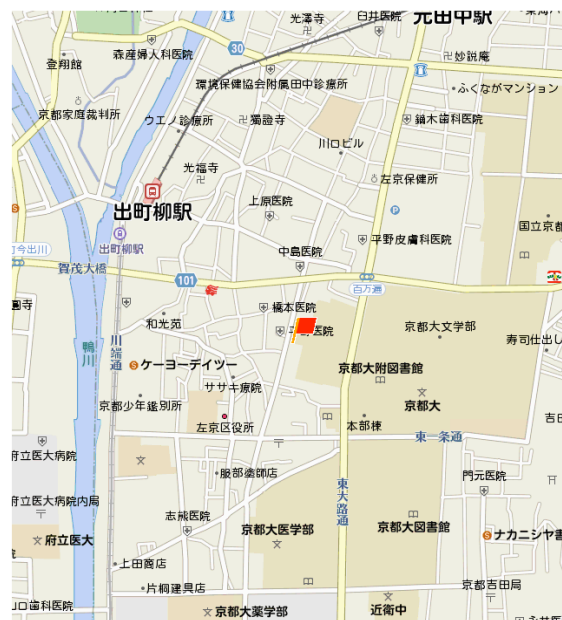 元田中駅
光澤寺
臼井医院
30
森産婦人科医院
登翔館
妙説庵
環境保健協会附属田中診療所
ふくながマンション
京都家庭裁判所
ウエノ診療所
獨證寺
鏑木歯科医院
川口ビル
光福寺
左京保健所
上原医院
P
出町柳駅
国立京都
出町柳駅
平野皮膚科医院
中島医院
今出川
賀茂大橋
101
百万遍
橋本医院
圓寺
和光苑
医院
京都大文学部
川端通
鴨川
寿司仕出し
ケーヨーデイツー
京都大附図書館
ササキ療院
京都大
京都少年鑑別所
吉田
左京区役所
本部棟
東一条通
府立医大病院
服部塗師店
門元医院
東大路通
府立医大病院内局
志熊医院
京都大医学部
京都大図書館
ナカニシヤ書
府立医大
上田商店
片桐建具店
京都吉田局
口歯科医院
京都大薬学部
近衛中